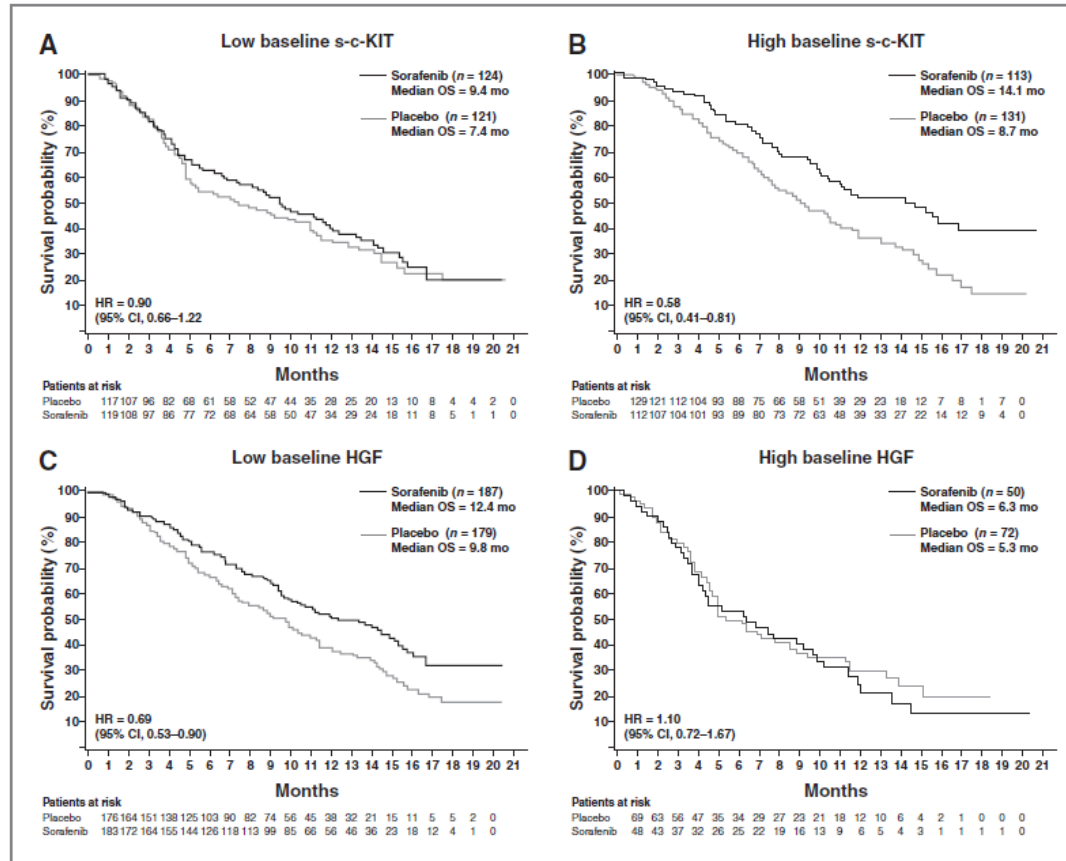 A
Low baseline s-c-KIT
Sorafenib (n = 124)
Median OS = 9.4 mo
Placebo (n = 121)
Median OS = 7.4 mo
Survival probability (%)
100
90
80
70
60
50
40
30
20
10
HR = 0.90
(95% CI, 0.66–1.22
0 1 2 3 4 5 6 7 8 9 10 11 12 13 14 15 16 17 18 19 20 21
Months
Patients at risk
Placebo 117 107 96 82 68 61 58 52 47 44 35 28 25 20 13 10 8 4 4 2 0
Sorafenib 119 108 97 86 77 72 68 64 58 50 47 34 29 24 18 11 8 5 1 1 0
B
High baseline s-c-KIT
Sorafenib (n = 113)
Median OS = 14.1 mo
Placebo (n = 131)
Median OS = 8.7 mo
Survival probability (%)
100
90
80
70
60
50
40
30
20
10
HR = 0.58
(95% CI, 0.41–0.81)
0 1 2 3 4 5 6 7 8 9 10 11 12 13 14 15 16 17 18 19 20 21
Months
Patients at risk
Placebo 129 121 112 104 93 88 75 66 58 51 39 29 23 18 12 7 8 1 7 0
Sorafenib 112 107 104 101 93 89 80 73 72 63 48 39 33 27 22 14 12 9 4 0
C
Low baseline HGF
Sorafenib (n = 187)
Median OS = 12.4 mo
Placebo (n = 179)
Median OS = 9.8 mo
Survival probability (%)
100
90
80
70
60
50
40
30
20
10
HR = 0.69
(95% CI, 0.53–0.90)
0 1 2 3 4 5 6 7 8 9 10 11 12 13 14 15 16 17 18 19 20 21
Months
Patients at risk
Placebo 176 164 151 138 125 103 90 82 74 56 45 38 32 21 15 11 5 5 2 0
Sorafenib 183 172 164 155 144 126 118 113 99 85 66 56 46 36 23 18 12 4 1 0
D
High baseline HGF
Sorafenib (n = 50)
Median OS = 6.3 mo
Placebo (n = 72)
Median OS = 5.3 mo
Survival probability (%)
100
90
80
70
60
50
40
30
20
10
HR = 1.10
(95% CI, 0.72–1.67)
0 1 2 3 4 5 6 7 8 9 10 11 12 13 14 15 16 17 18 19 20 21
Months
Patients at risk
Placebo 69 63 56 47 35 34 29 27 23 21 18 12 10 6 4 2 1 0 0 0
Sorafenib 48 43 37 32 26 25 22 19 16 13 9 6 5 4 3 1 1 1 1 0